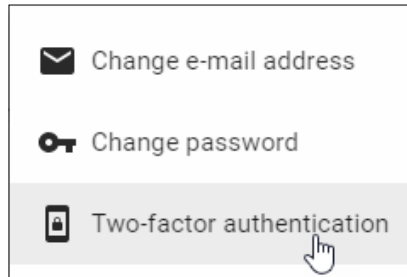 Change e-mail address
Change password
Two-factor authentication